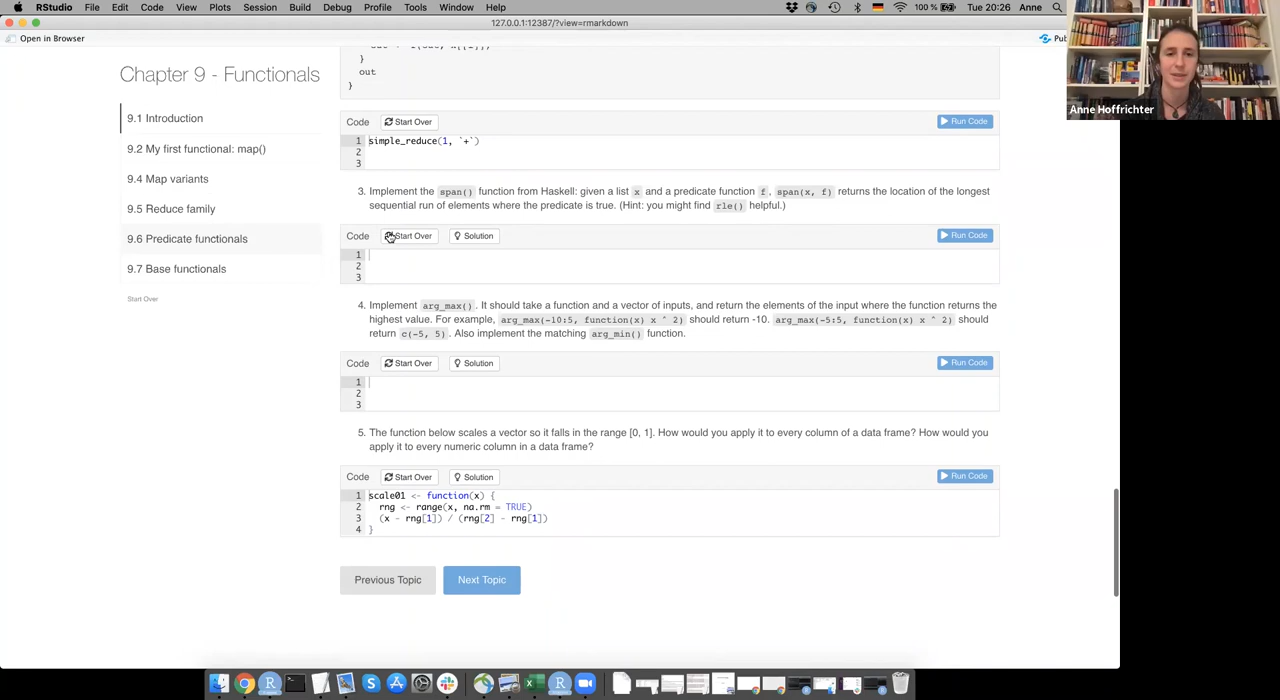 RStudio File Edit Code View Plots Session Build Debug Profile Tools Window Help 100 % Tue 20:26 Anne
127.0.0.1:12387/?view=rmarkdown
Open in Browser
Anne Hoffrichter
Chapter 9 - Functionals
9.1 Introduction
9.2 My first functional: map()
9.4 Map variants
9.5 Reduce family
9.6 Predicate functionals
9.7 Base functionals
Start Over
}
out
}
Code Start Over Run Code
1 simple_reduce(1, `+`)
2
3
3. Implement the span() function from Haskell: given a list x and a predicate function f, span(x, f) returns the location of the longest
sequential run of elements where the predicate is true. (Hint: you might find rle() helpful.)
Code Start Over Solution Run Code
1
2
3
4. Implement arg_max(). It should take a function and a vector of inputs, and return the elements of the input where the function returns the
highest value. For example, arg_max(-10:5, function(x) x ^ 2) should return -10. arg_max(-5:5, function(x) x ^ 2) should
return c(-5, 5). Also implement the matching arg_min() function.
Code Start Over Solution Run Code
1
2
3
5. The function below scales a vector so it falls in the range [0, 1]. How would you apply it to every column of a data frame? How would you
apply it to every numeric column in a data frame?
Code Start Over Solution Run Code
1 scale01 <- function(x) {
2 rng <- range(x, na.rm = TRUE)
3 (x - rng[1]) / (rng[2] - rng[1])
4 }
Previous Topic Next Topic